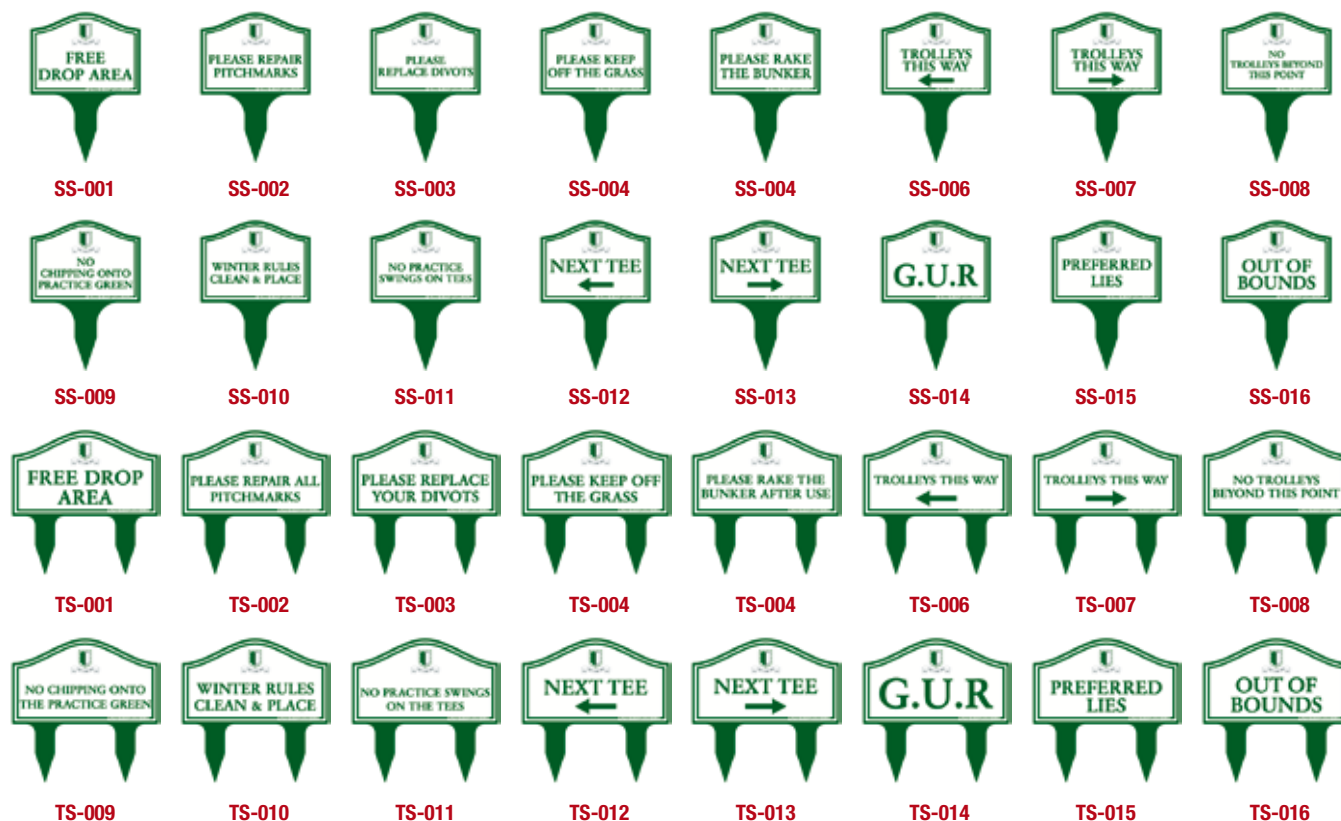 FREE
DROP AREA
PLEASE REPAIR
PITCHMARKS
PLEASE
REPLACE DIVOTS
PLEASE KEEP
OFF THE GRASS
PLEASE RAKE
THE BUNKER
TROLLEYS
THIS WAY
TROLLEYS
THIS WAY
NO
TROLLEYS BEYOND
THIS POINT
SS-001
SS-002
SS-003
SS-004
SS-004
SS-006
SS-007
SS-008
NO
CHIPPING ONTO
PRACTICE GREEN
WINTER RULES
CLEAN & PLACE
NO PRACTICE
SWINGS ON TEES
NEXT TEE
NEXT TEE
G.U.R
PREFERRED
LIES
OUT OF
BOUNDS
SS-009
SS-010
SS-011
SS-012
SS-013
SS-014
SS-015
SS-016
FREE DROP
AREA
PLEASE REPAIR ALL
PITCHMARKS
PLEASE REPLACE
YOUR DIVOTS
PLEASE KEEP OFF
THE GRASS
PLEASE RAKE THE
BUNKER AFTER USE
TROLLEYS THIS WAY
TROLLEYS THIS WAY
NO TROLLEYS
BEYOND THIS POINT
TS-001
TS-002
TS-003
TS-004
TS-004
TS-006
TS-007
TS-008
NO CHIPPING ONTO
THE PRACTICE GREEN
WINTER RULES
CLEAN & PLACE
NO PRACTICE SWINGS
ON THE TEES
NEXT TEE
NEXT TEE
G.U.R
PREFERRED
LIES
OUT OF
BOUNDS
TS-009
TS-010
TS-011
TS-012
TS-013
TS-014
TS-015
TS-016